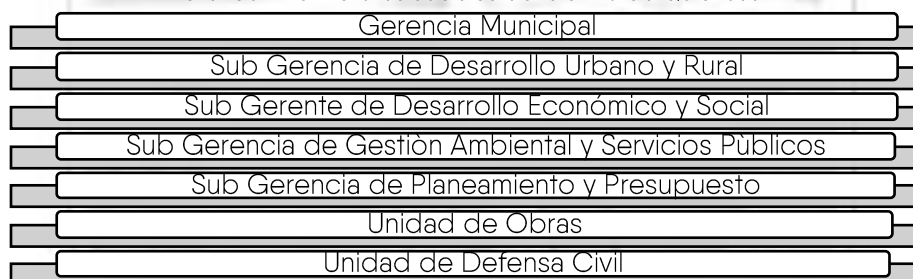 Gerencia Municipal
Sub Gerencia de Desarrollo Urbano y Rural
Sub Gerente de Desarrollo Económico y Social
Sub Gerencia de Gestiòn Ambiental y Servicios Pùblicos
Sub Gerencia de Planeamiento y Presupuesto
Unidad de Obras
Unidad de Defensa Civil